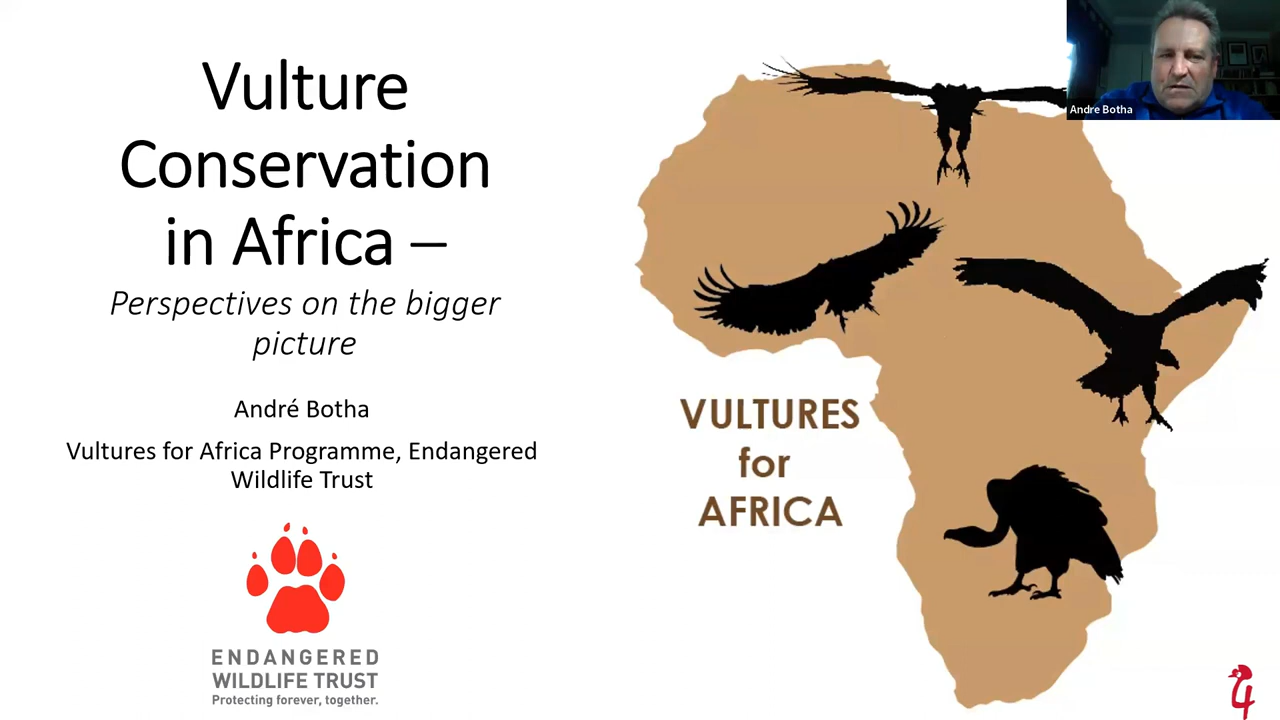 Vulture
Conservation
in Africa –
Perspectives on the bigger
picture
André Botha
Vultures for Africa Programme, Endangered
Wildlife Trust
ENDANGERED
WILDLIFE TRUST
Protecting forever, together.
VULTURES
for
AFRICA
Andre Botha